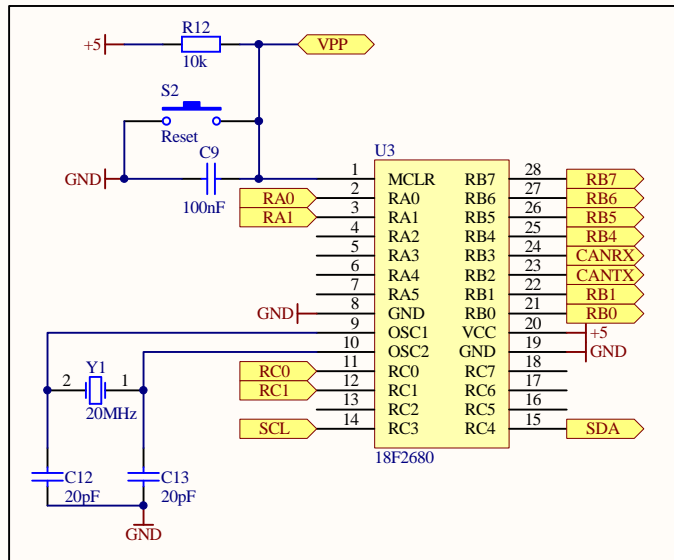 R12
+5
VPP
10k
S2
Reset
C9
GND
100nF
U3
1 MCLR RB7 28 RB7
RA0 2 RA0 RB6 27 RB6
RA1 3 RA1 RB5 26 RB5
4 RA2 RB4 25 RB4
5 RA3 RB3 24 CANRX
6 RA4 RB2 23 CANTX
7 RA5 RB1 22 RB1
GND 8 GND RB0 21 RB0
9 OSC1 VCC 20 +5
10 OSC2 GND 19 GND
RC0 11 RC0 RC7 18
RC1 12 RC1 RC6 17
13 RC2 RC5 16
SCL 14 RC3 RC4 15 SDA
18F2680
Y1
2 1
20MHz
C12 C13
20pF 20pF
GND